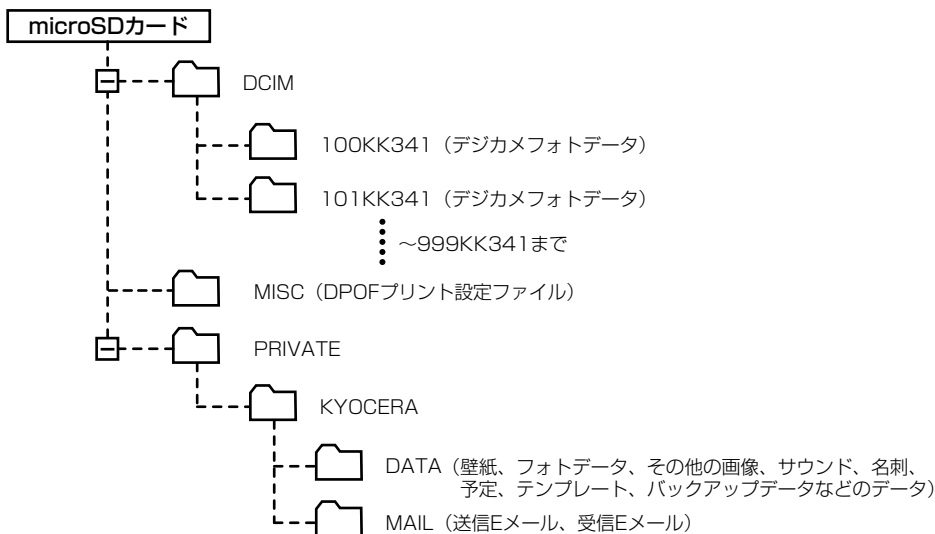 microSDカード
DCIM
100KK341（デジカメフォトデータ）
101KK341（デジカメフォトデータ）
～999KK341まで
MISC（DPOFプリント設定ファイル）
PRIVATE
KYOCERA
DATA（壁紙、フォトデータ、その他の画像、サウンド、名刺、
予定、テンプレート、バックアップデータなどのデータ）
MAIL（送信Eメール、受信Eメール）